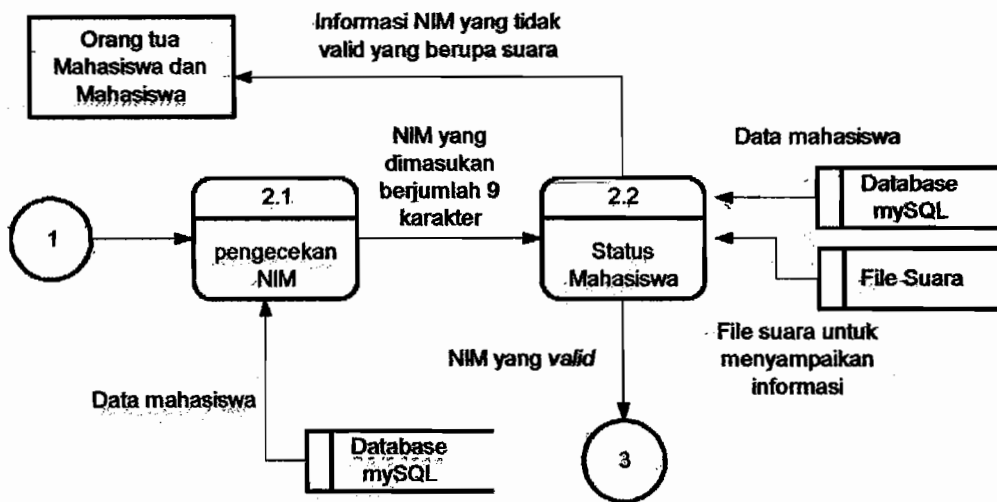 Informasi NIM yang tidak
valid yang berupa suara
Orang tua
Mahasiswa dan
Mahasiswa
NIM yang
dimasukan
berjumlah 9
karakter
Data mahasiswa
2.1
2.2
Database
mySQL
1
pengecekan
NIM
Status
Mahasiswa
File Suara
File suara untuk
menyampaikan
informasi
NIM yang valid
Data mahasiswa
Database
mySQL
3